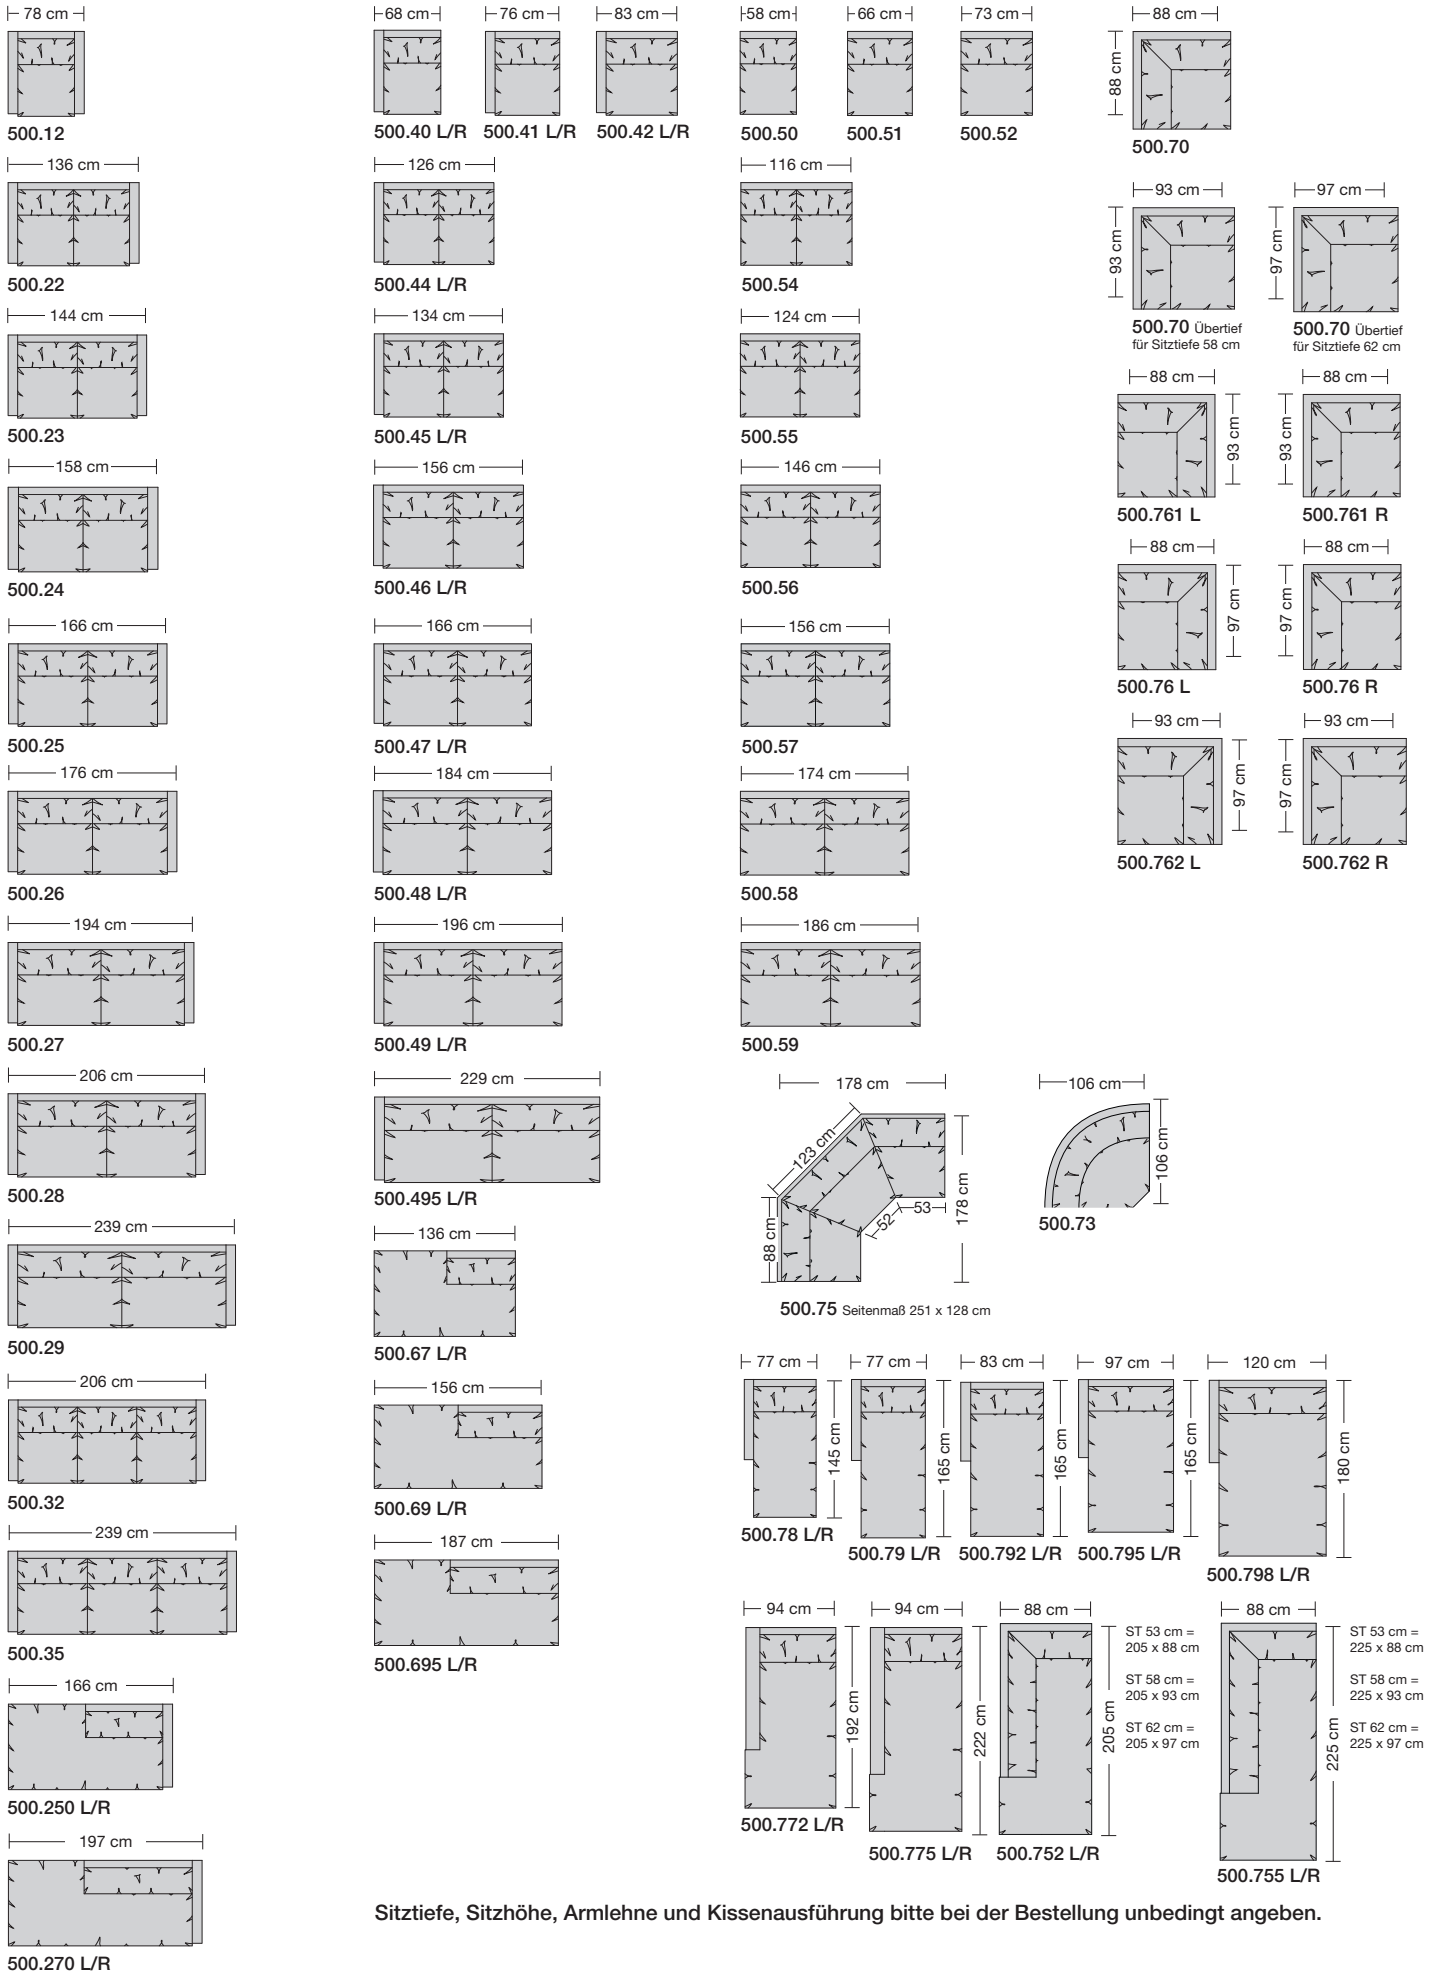 78 cm
500.12
136 cm
500.22
144 cm
500.23
158 cm
500.24
166 cm
500.25
176 cm
500.26
194 cm
500.27
206 cm
500.28
239 cm
500.29
206 cm
500.32
239 cm
500.35
166 cm
500.250 L/R
197 cm
500.270 L/R
68 cm 76 cm 83 cm
500.40 L/R 500.41 L/R 500.42 L/R
126 cm
500.44 L/R
134 cm
500.45 L/R
156 cm
500.46 L/R
166 cm
500.47 L/R
184 cm
500.48 L/R
196 cm
500.49 L/R
229 cm
500.495 L/R
136 cm
500.67 L/R
156 cm
500.69 L/R
187 cm
500.695 L/R
58 cm 66 cm 73 cm
500.50 500.51 500.52
116 cm
500.54
124 cm
500.55
146 cm
500.56
156 cm
500.57
174 cm
500.58
186 cm
500.59
88 cm
88 cm
500.70
93 cm
93 cm
500.70 Übertief
für Sitztiefe 58 cm
97 cm
97 cm
500.70 Übertief
für Sitztiefe 62 cm
88 cm
93 cm
500.761 L
88 cm
93 cm
500.761 R
88 cm
97 cm
500.76 L
88 cm
97 cm
500.76 R
93 cm
97 cm
500.762 L
93 cm
97 cm
500.762 R
178 cm
123 cm
88 cm
52
53
178 cm
500.75 Seitenmaß 251 x 128 cm
106 cm
106 cm
500.73
77 cm
145 cm
500.78 L/R
77 cm
165 cm
500.79 L/R
83 cm
165 cm
500.792 L/R
97 cm
165 cm
500.795 L/R
120 cm
180 cm
500.798 L/R
94 cm
192 cm
500.772 L/R
94 cm
222 cm
500.775 L/R
88 cm
205 cm
500.752 L/R
ST 53 cm =
205 x 88 cm
ST 58 cm =
205 x 93 cm
ST 62 cm =
205 x 97 cm
88 cm
225 cm
500.755 L/R
ST 53 cm =
225 x 88 cm
ST 58 cm =
225 x 93 cm
ST 62 cm =
225 x 97 cm
Sitztiefe, Sitzhöhe, Armlehne und Kissenausführung bitte bei der Bestellung unbedingt angeben.